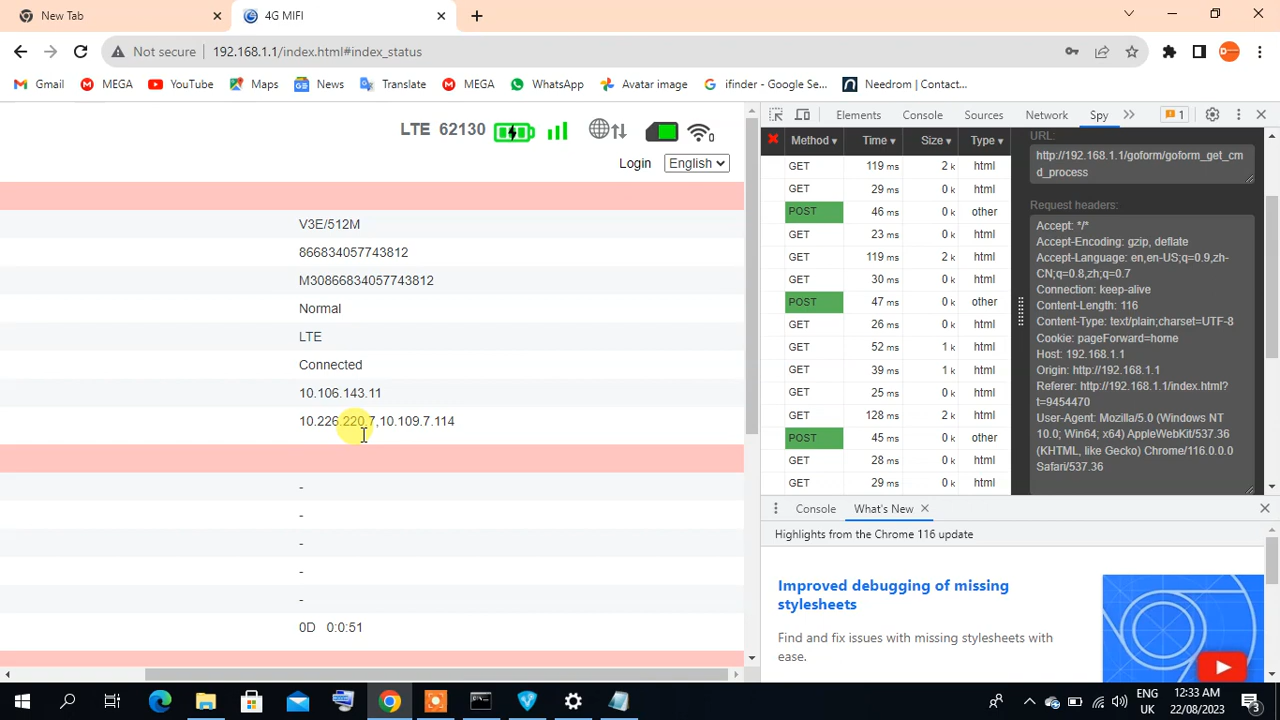 New Tab
4G MIFI
Not secure
192.168.1.1/index.html#index_status
Gmail
MEGA
YouTube
Maps
News
Translate
MEGA
WhatsApp
Avatar image
ifinder - Google Se...
Needrom | Contact...
LTE 62130
0
Login
English
V3E/512M
866834057743812
M30866834057743812
Normal
LTE
Connected
10.106.143.11
10.226.220.7,10.109.7.114
-
-
-
-
-
0D 0:0:51
Elements
Console
Sources
Network
Spy
1
Method
Time
Size
Type
GET 119 ms 2 k html
GET 29 ms 0 k html
POST 46 ms 0 k other
GET 23 ms 0 k html
GET 119 ms 2 k html
GET 30 ms 0 k html
POST 47 ms 0 k other
GET 26 ms 0 k html
GET 52 ms 1 k html
GET 39 ms 1 k html
GET 25 ms 0 k html
GET 128 ms 2 k html
POST 45 ms 0 k other
GET 28 ms 0 k html
GET 29 ms 0 k html
URL:
http://192.168.1.1/goform/goform_get_cm
d_process
Request headers:
Accept: */*
Accept-Encoding: gzip, deflate
Accept-Language: en,en-US;q=0.9,zh-
CN;q=0.8,zh;q=0.7
Connection: keep-alive
Content-Length: 116
Content-Type: text/plain;charset=UTF-8
Cookie: pageForward=home
Host: 192.168.1.1
Origin: http://192.168.1.1
Referer: http://192.168.1.1/index.html?
t=9454470
User-Agent: Mozilla/5.0 (Windows NT
10.0; Win64; x64) AppleWebKit/537.36
(KHTML, like Gecko) Chrome/116.0.0.0
Safari/537.36
Console
What's New
Highlights from the Chrome 116 update
Improved debugging of missing
stylesheets
Find and fix issues with missing stylesheets with
ease.
ENG
UK
12:33 AM
22/08/2023
3